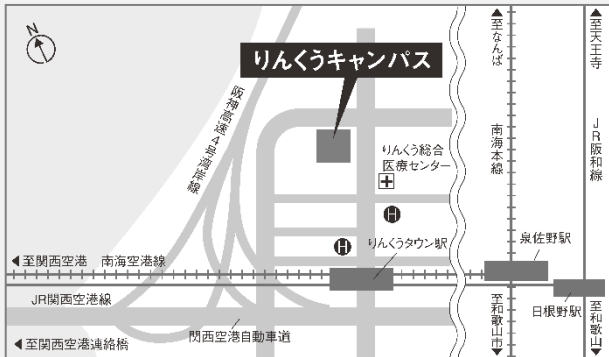 N
りんくうキャンパス
▲至なんば
▲至天王寺
阪神高速4号湾岸線
南海本線
JR阪和線
りんくう総合
医療センター
H
H
りんくうタウン駅
泉佐野駅
◀至関西空港 南海空港線
JR関西空港線
日根野駅
関西空港自動車道
◀至関西空港連絡橋
至和歌山市▼
至和歌山▼